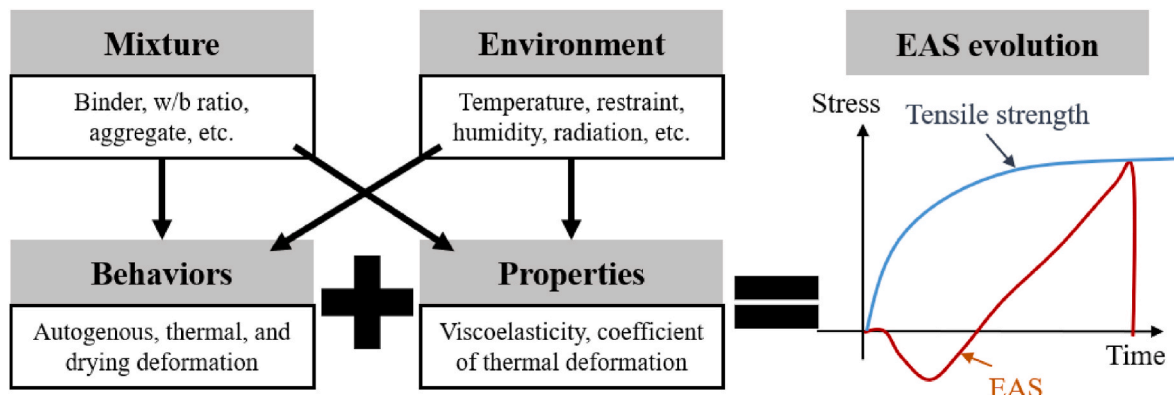 Mixture
Binder, w/b ratio,
aggregate, etc.
Environment
Temperature, restraint,
humidity, radiation, etc.
Behaviors
Autogenous, thermal, and
drying deformation
Properties
Viscoelasticity, coefficient
of thermal deformation
EAS evolution
Stress
Tensile strength
Time
EAS